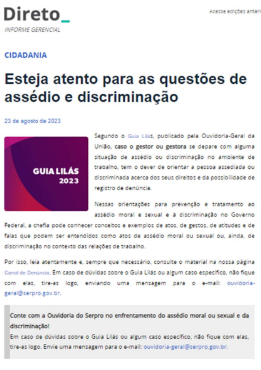 Direto_
Acesse edições anteri
INFORME GERENCIAL
CIDADANIA
Esteja atento para as questões de
assédio e discriminação
23 de agosto de 2023
GUIA LILÁS
2023
Segundo o Guia Lilás, publicado pela Ouvidoria-Geral da
União, caso o gestor ou gestora se depare com alguma
situação de assédio ou discriminação no ambiente de
trabalho, tem o dever de orientar a pessoa assediada ou
discriminada acerca dos seus direitos e da possibilidade de
registro de denúncia.
Nessas orientações para prevenção e tratamento ao
assédio moral e sexual e à discriminação no Governo
Federal, a chefia pode conhecer conceitos e exemplos de atos, de gestos, de atitudes e de
falas que podem ser entendidos como atos de assédio moral ou sexual ou, ainda, de
discriminação no contexto das relações de trabalho.
Por isso, leia atentamente e, sempre que necessário, consulte o material na nossa página
Canal de Denúncia. Em caso de dúvidas sobre o Guia Lilás ou algum caso específico, não fique
com elas, tire-as logo, enviando uma mensagem para o e-mail: ouvidoria-
geral@serpro.gov.br.
Conte com a Ouvidoria do Serpro no enfrentamento do assédio moral ou sexual e da
discriminação!
Em caso de dúvidas sobre o Guia Lilás ou algum caso específico, não fique com elas,
tire-as logo. Envie uma mensagem para o e-mail: ouvidoria-geral@serpro.gov.br.